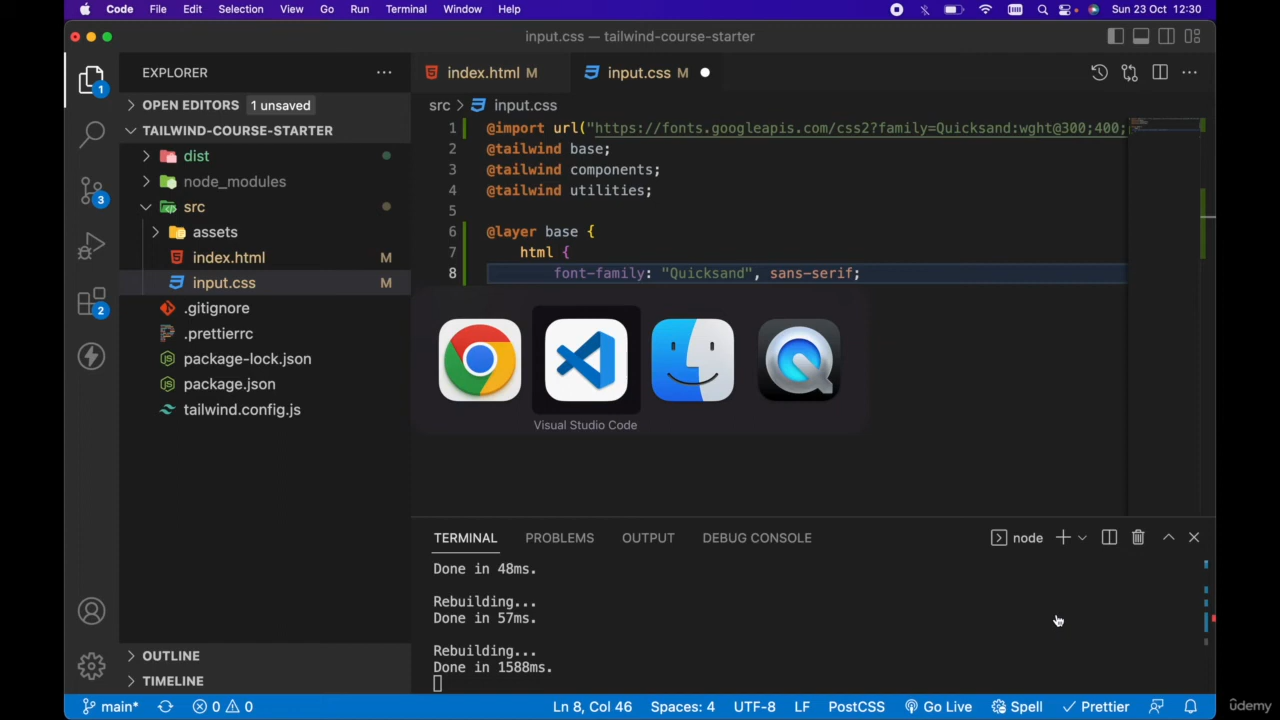 Code File Edit Selection View Go Run Terminal Window Help Sun 23 Oct 12:30
input.css — tailwind-course-starter
EXPLORER
index.html M
input.css M
OPEN EDITORS 1 unsaved
src > input.css
TAILWIND-COURSE-STARTER
dist
node_modules
src
assets
index.html M
input.css M
.gitignore
.prettierrc
package-lock.json
package.json
tailwind.config.js
OUTLINE
TIMELINE
1
3
2
1 @import url("https://fonts.googleapis.com/css2?family=Quicksand:wght@300;400;
2 @tailwind base;
3 @tailwind components;
4 @tailwind utilities;
5
6 @layer base {
7 html {
8 font-family: "Quicksand", sans-serif;
Visual Studio Code
TERMINAL PROBLEMS OUTPUT DEBUG CONSOLE node
Done in 48ms.
Rebuilding...
Done in 57ms.
Rebuilding...
Done in 1588ms.
main* 0 0 Ln 8, Col 46 Spaces: 4 UTF-8 LF PostCSS Go Live Spell Prettier
udemy